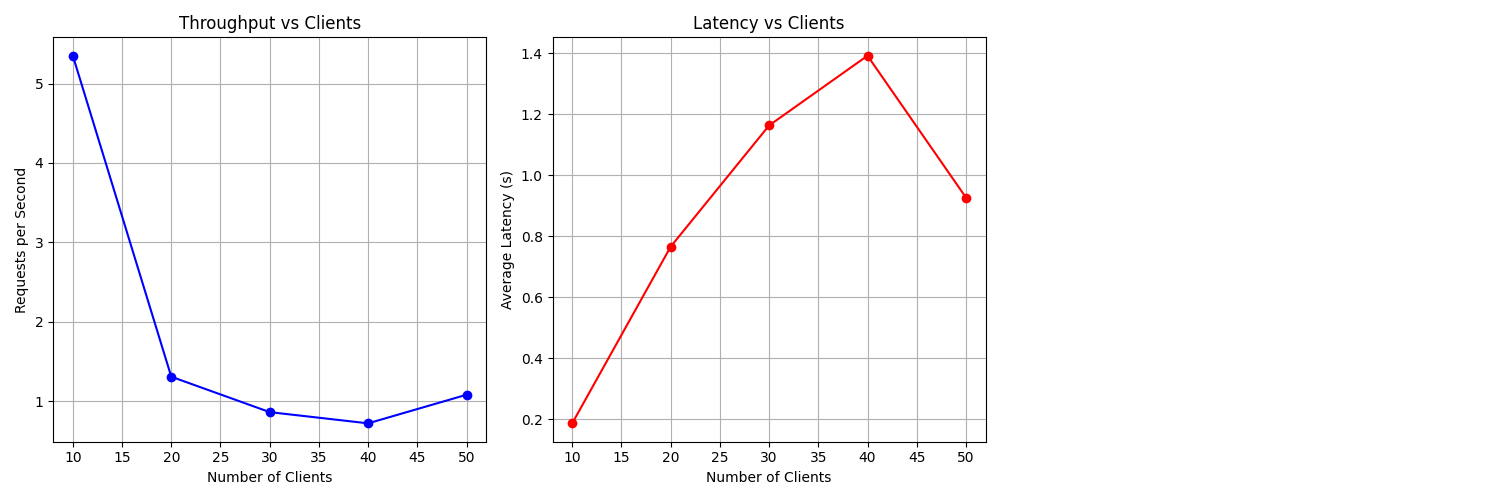 Throughput vs Clients
Requests per Second
5
4
3
2
1
10 15 20 25 30 35 40 45 50
Number of Clients
Latency vs Clients
Average Latency (s)
1.4
1.2
1.0
0.8
0.6
0.4
0.2
10 15 20 25 30 35 40 45 50
Number of Clients